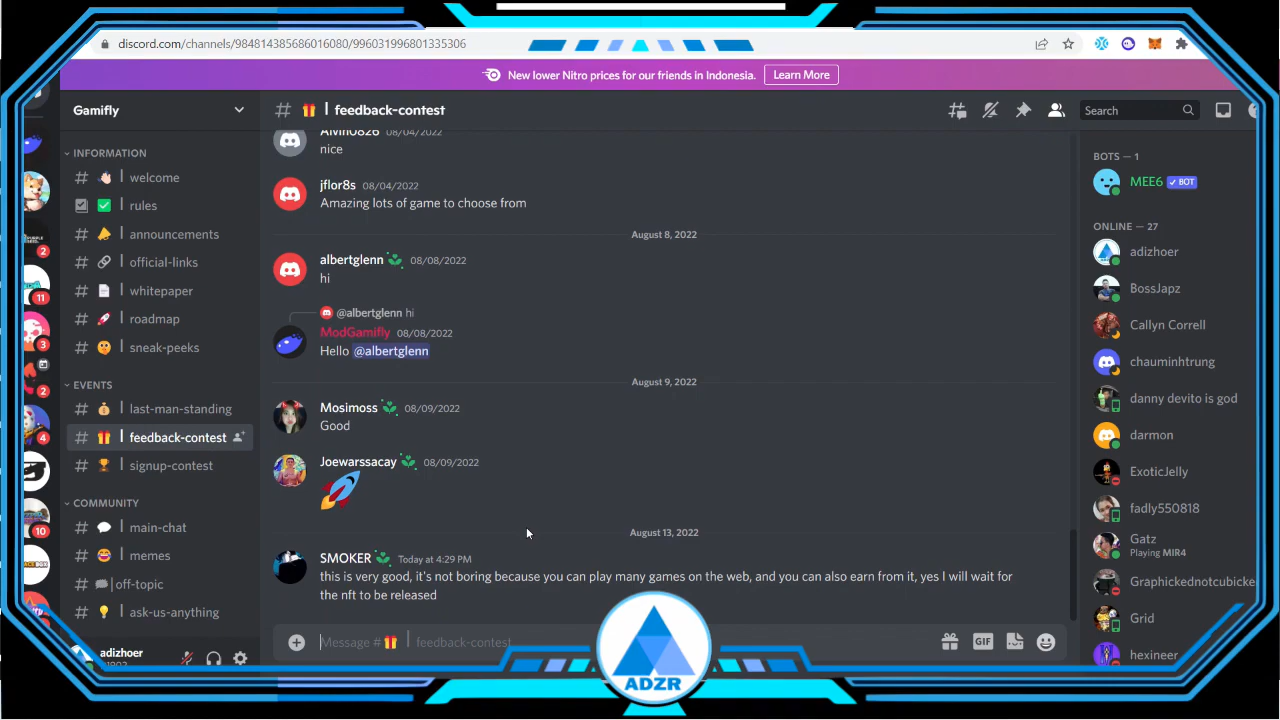 discord.com/channels/984814385686016080/996031996801335306
New lower Nitro prices for our friends in Indonesia. Learn More
Gamifly
feedback-contest
Search
INFORMATION
welcome
rules
announcements
official-links
whitepaper
roadmap
sneak-peeks
EVENTS
last-man-standing
feedback-contest
signup-contest
COMMUNITY
main-chat
memes
off-topic
ask-us-anything
adizhoer
08/04/2022
nice
jflor8s 08/04/2022
Amazing lots of game to choose from
August 8, 2022
albertglenn 08/08/2022
hi
@albertglenn hi
ModGamifly 08/08/2022
Hello @albertglenn
August 9, 2022
Mosimoss 08/09/2022
Good
Joewarssacay 08/09/2022
August 13, 2022
SMOKER Today at 4:29 PM
this is very good, it's not boring because you can play many games on the web, and you can also earn from it, yes I will wait for
the nft to be released
Message # feedback-contest
GIF
BOTS — 1
MEE6 BOT
ONLINE — 27
adizhoer
BossJapz
Callyn Correll
chauminhtrung
danny devito is god
darmon
ExoticJelly
fadly550818
Gatz
Playing MIR4
Graphickednotcubicke
Grid
hexineer
2
11
3
2
4
10
ADZR